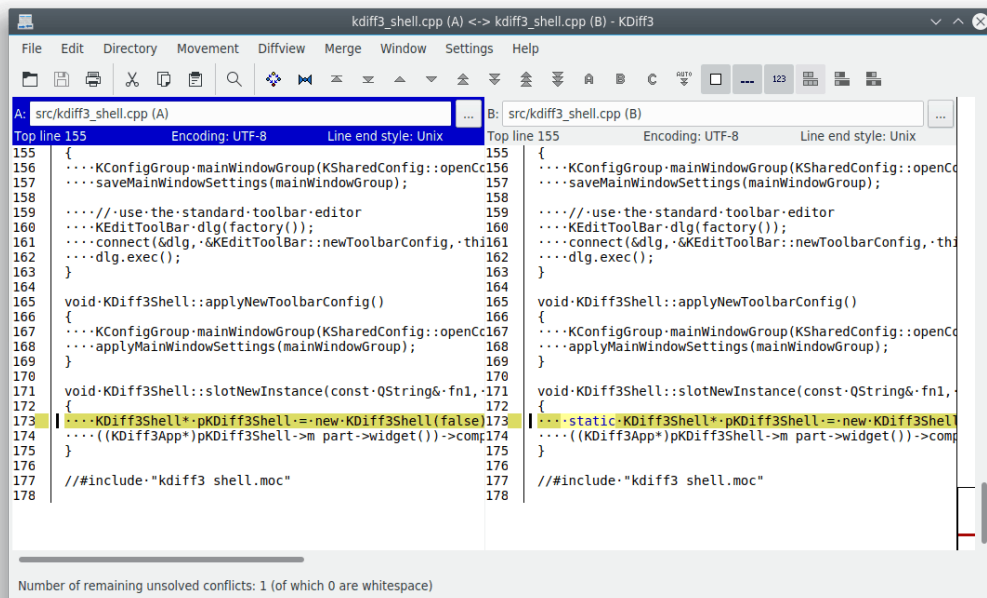 kdiff3_shell.cpp (A) <-> kdiff3_shell.cpp (B) - KDiff3
File Edit Directory Movement Diffview Merge Window Settings Help
A B C AUTO 123
A: src/kdiff3_shell.cpp (A) ...
Top line 155 Encoding: UTF-8 Line end style: Unix
155 {
156 ····KConfigGroup·mainWindowGroup(KSharedConfig::openCo
157 ····saveMainWindowSettings(mainWindowGroup);
158
159 ····//·use·the·standard·toolbar·editor
160 ····KEditToolBar·dlg(factory());
161 ····connect(&dlg,·&KEditToolBar::newToolbarConfig,·thi
162 ····dlg.exec();
163 }
164
165 void·KDiff3Shell::applyNewToolbarConfig()
166 {
167 ····KConfigGroup·mainWindowGroup(KSharedConfig::openCo
168 ····applyMainWindowSettings(mainWindowGroup);
169 }
170
171 void·KDiff3Shell::slotNewInstance(const·QString&·fn1,·
172 {
173 ····KDiff3Shell*·pKDiff3Shell·=·new·KDiff3Shell(false)
174 ····((KDiff3App*)pKDiff3Shell->m part->widget())->comp
175 }
176
177 //#include·"kdiff3 shell.moc"
178
B: src/kdiff3_shell.cpp (B) ...
Top line 155 Encoding: UTF-8 Line end style: Unix
155 {
156 ····KConfigGroup·mainWindowGroup(KSharedConfig::openCo
157 ····saveMainWindowSettings(mainWindowGroup);
158
159 ····//·use·the·standard·toolbar·editor
160 ····KEditToolBar·dlg(factory());
161 ····connect(&dlg,·&KEditToolBar::newToolbarConfig,·thi
162 ····dlg.exec();
163 }
164
165 void·KDiff3Shell::applyNewToolbarConfig()
166 {
167 ····KConfigGroup·mainWindowGroup(KSharedConfig::openCo
168 ····applyMainWindowSettings(mainWindowGroup);
169 }
170
171 void·KDiff3Shell::slotNewInstance(const·QString&·fn1,·
172 {
173 ····static·KDiff3Shell*·pKDiff3Shell·=·new·KDiff3Shell
174 ····((KDiff3App*)pKDiff3Shell->m part->widget())->comp
175 }
176
177 //#include·"kdiff3 shell.moc"
178
Number of remaining unsolved conflicts: 1 (of which 0 are whitespace)